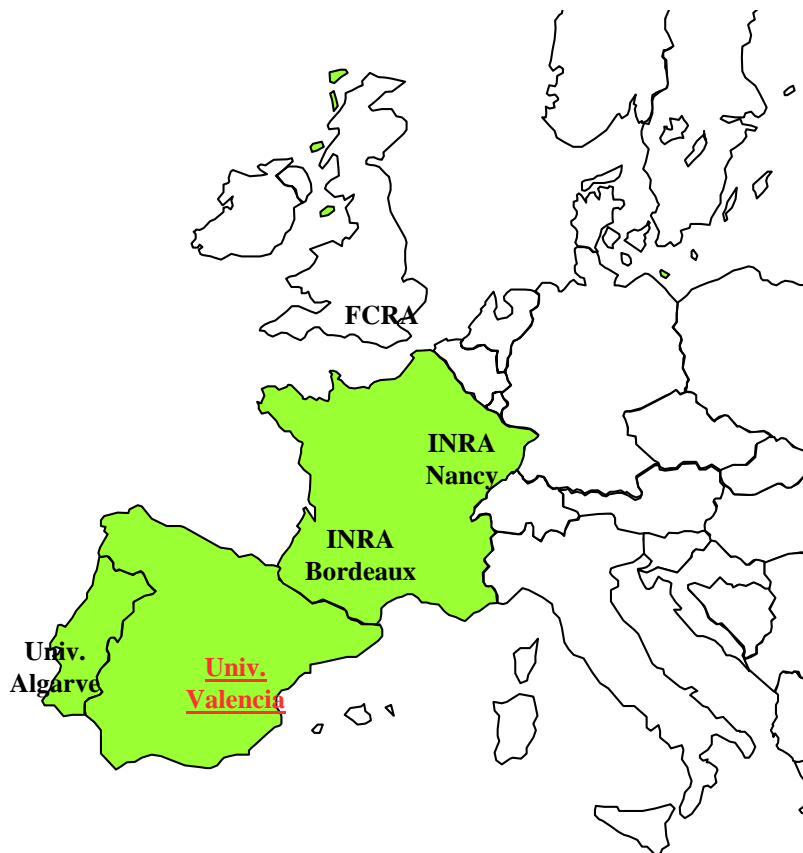 FCRA
INRA
Nancy
INRA
Bordeaux
Univ.
Algarve
Univ.
Valencia